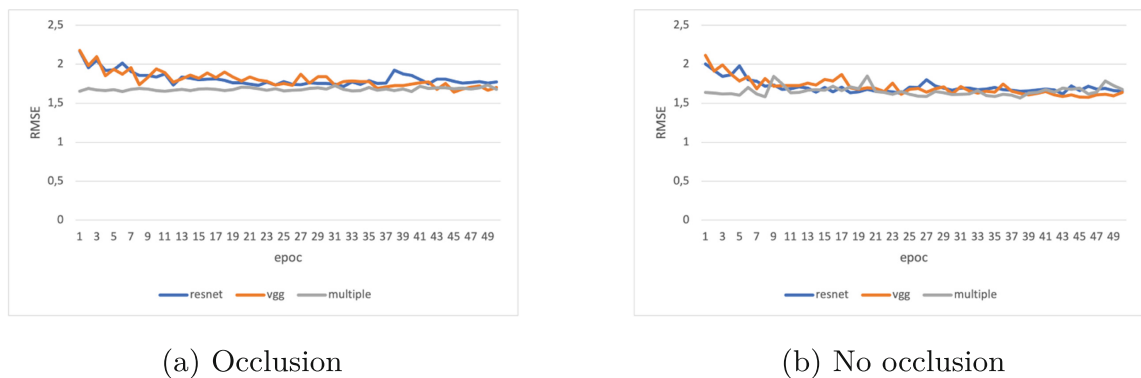 2,5
2
1,5
1
0,5
0
RMSE
1 3 5 7 9 11 13 15 17 19 21 23 25 27 29 31 33 35 37 39 41 43 45 47 49
epoc
resnet vgg multiple
(a) Occlusion
2,5
2
1,5
1
0,5
0
RMSE
1 3 5 7 9 11 13 15 17 19 21 23 25 27 29 31 33 35 37 39 41 43 45 47 49
epoc
resnet vgg multiple
(b) No occlusion